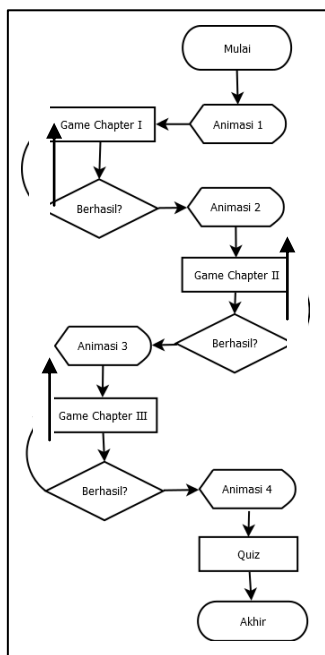 Mulai
Animasi 1
Game Chapter I
Berhasil?
Animasi 2
Game Chapter II
Berhasil?
Animasi 3
Game Chapter III
Berhasil?
Animasi 4
Quiz
Akhir